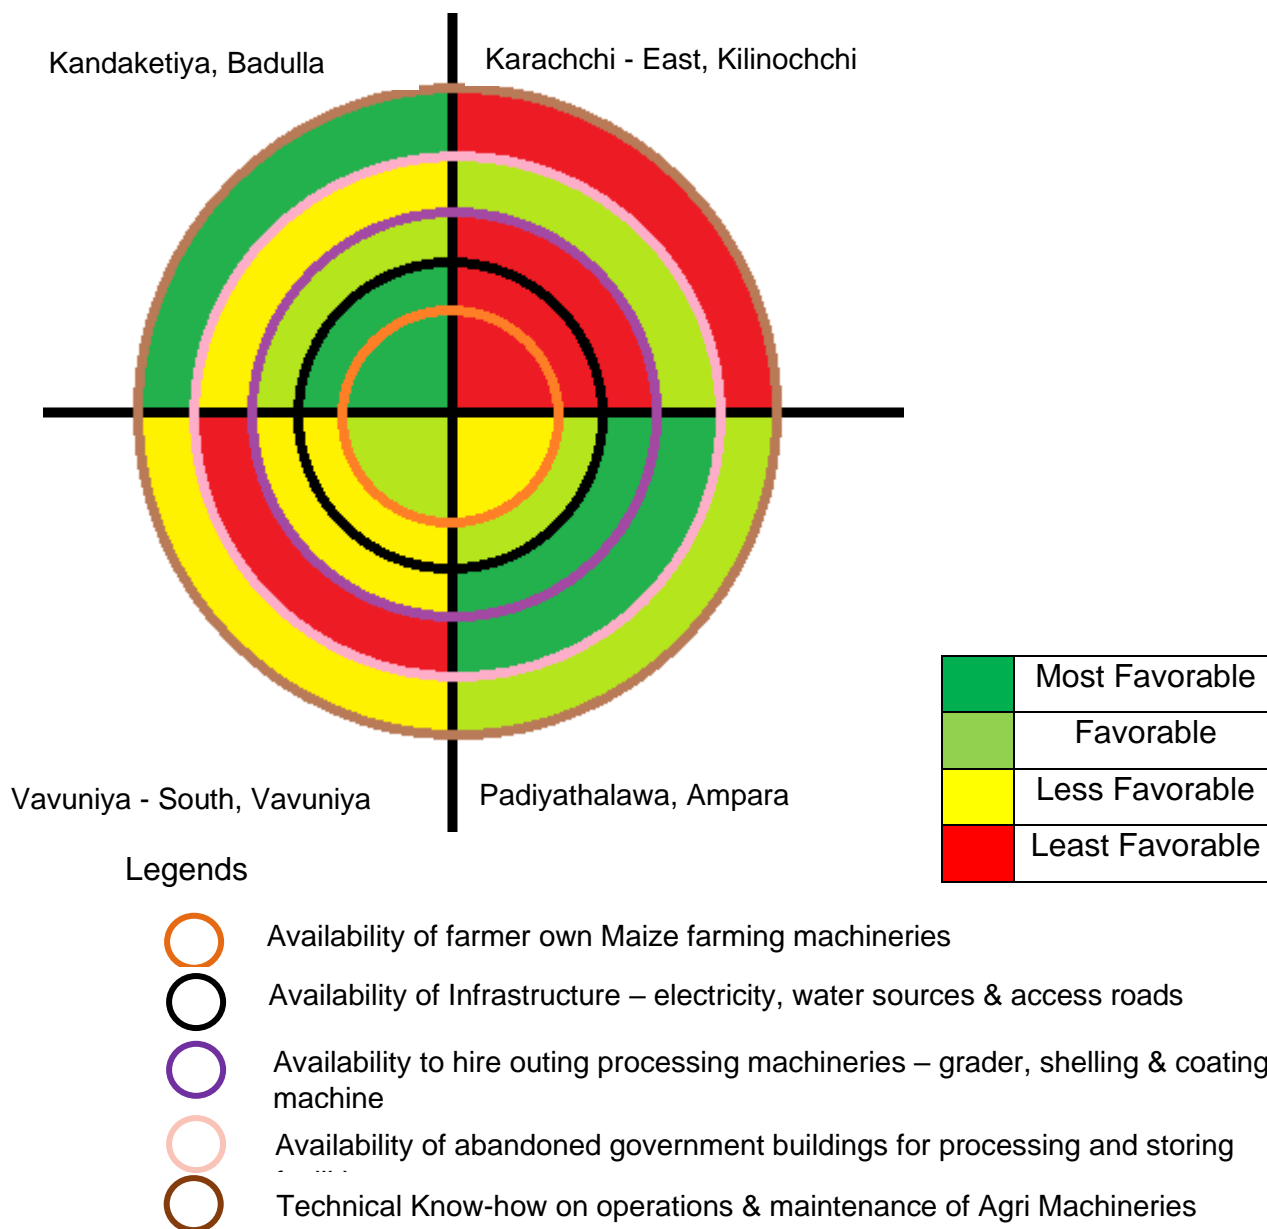 Kandaketiya, Badulla
Karachchi - East, Kilinochchi
Vavuniya - South, Vavuniya
Padiyathalawa, Ampara
Most Favorable
Favorable
Less Favorable
Least Favorable
Legends
Availability of farmer own Maize farming machineries
Availability of Infrastructure – electricity, water sources & access roads
Availability to hire outing processing machineries – grader, shelling & coating
machine
Availability of abandoned government buildings for processing and storing
Technical Know-how on operations & maintenance of Agri Machineries